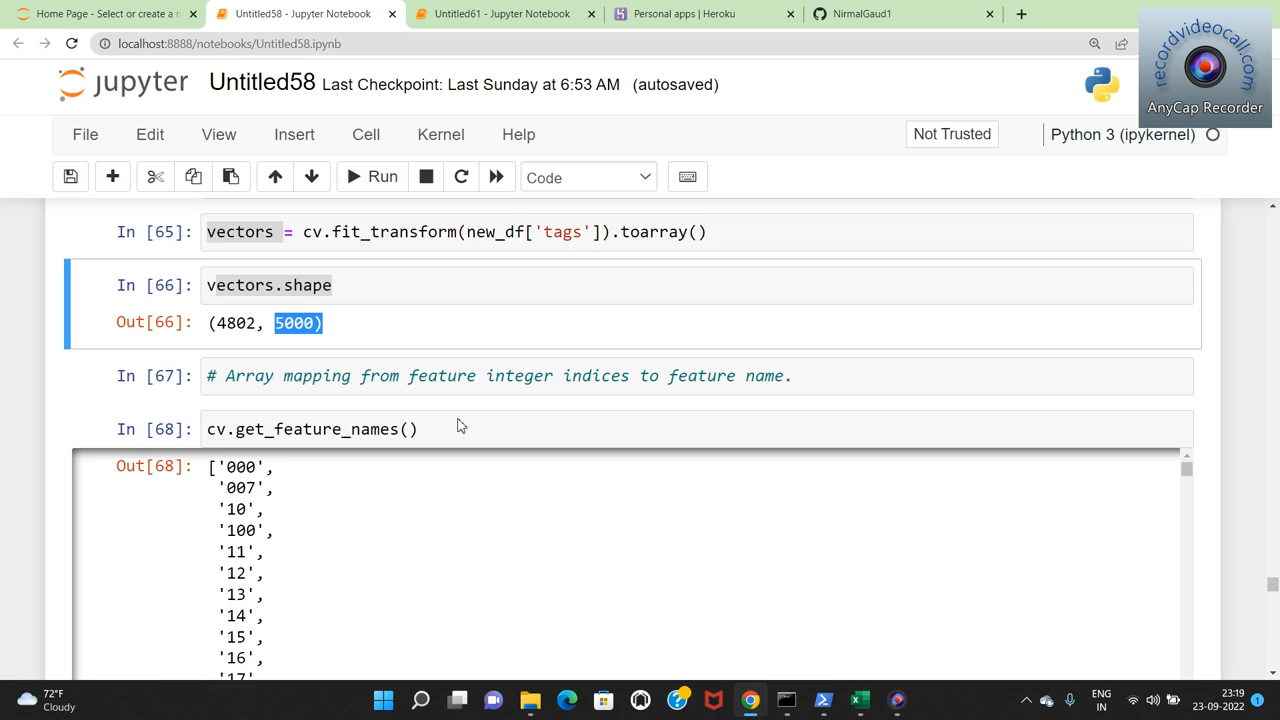 Home Page - Select or create a n
Untitled58 - Jupyter Notebook
Untitled61 - Jupyter Notebook
Personal apps | Heroku
NirmalGaud1
localhost:8888/notebooks/Untitled58.ipynb
recordvideocall.com
AnyCap Recorder
jupyter Untitled58 Last Checkpoint: Last Sunday at 6:53 AM (autosaved)
File Edit View Insert Cell Kernel Help Not Trusted Python 3 (ipykernel)
Run Code
In [65]: vectors = cv.fit_transform(new_df['tags']).toarray()
In [66]: vectors.shape
Out[66]: (4802, 5000)
In [67]: # Array mapping from feature integer indices to feature name.
In [68]: cv.get_feature_names()
Out[68]: ['000',
'007',
'10',
'100',
'11',
'12',
'13',
'14',
'15',
'16',
'17',
72°F
Cloudy
ENG
IN
23:19
23-09-2022
1